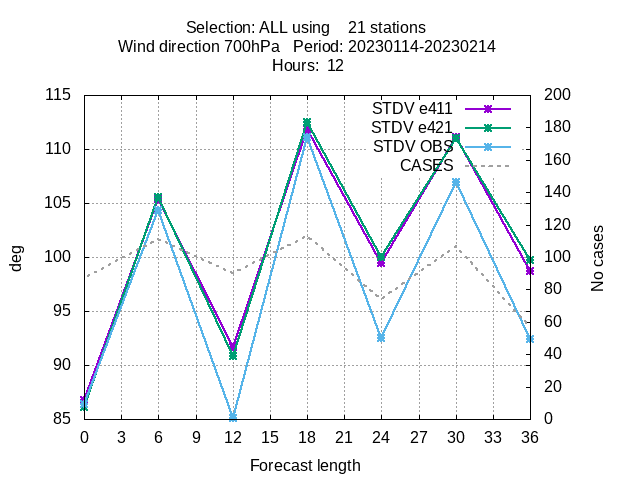 Selection: ALL using    21 stations
Wind direction 700hPa   Period: 20230114-20230214
Hours:  12
STDV e411
STDV e421
STDV OBS
CASES
deg
115
110
105
100
95
90
85
No cases
200
180
160
140
120
100
80
60
40
20
0
0 3 6 9 12 15 18 21 24 27 30 33 36
Forecast length